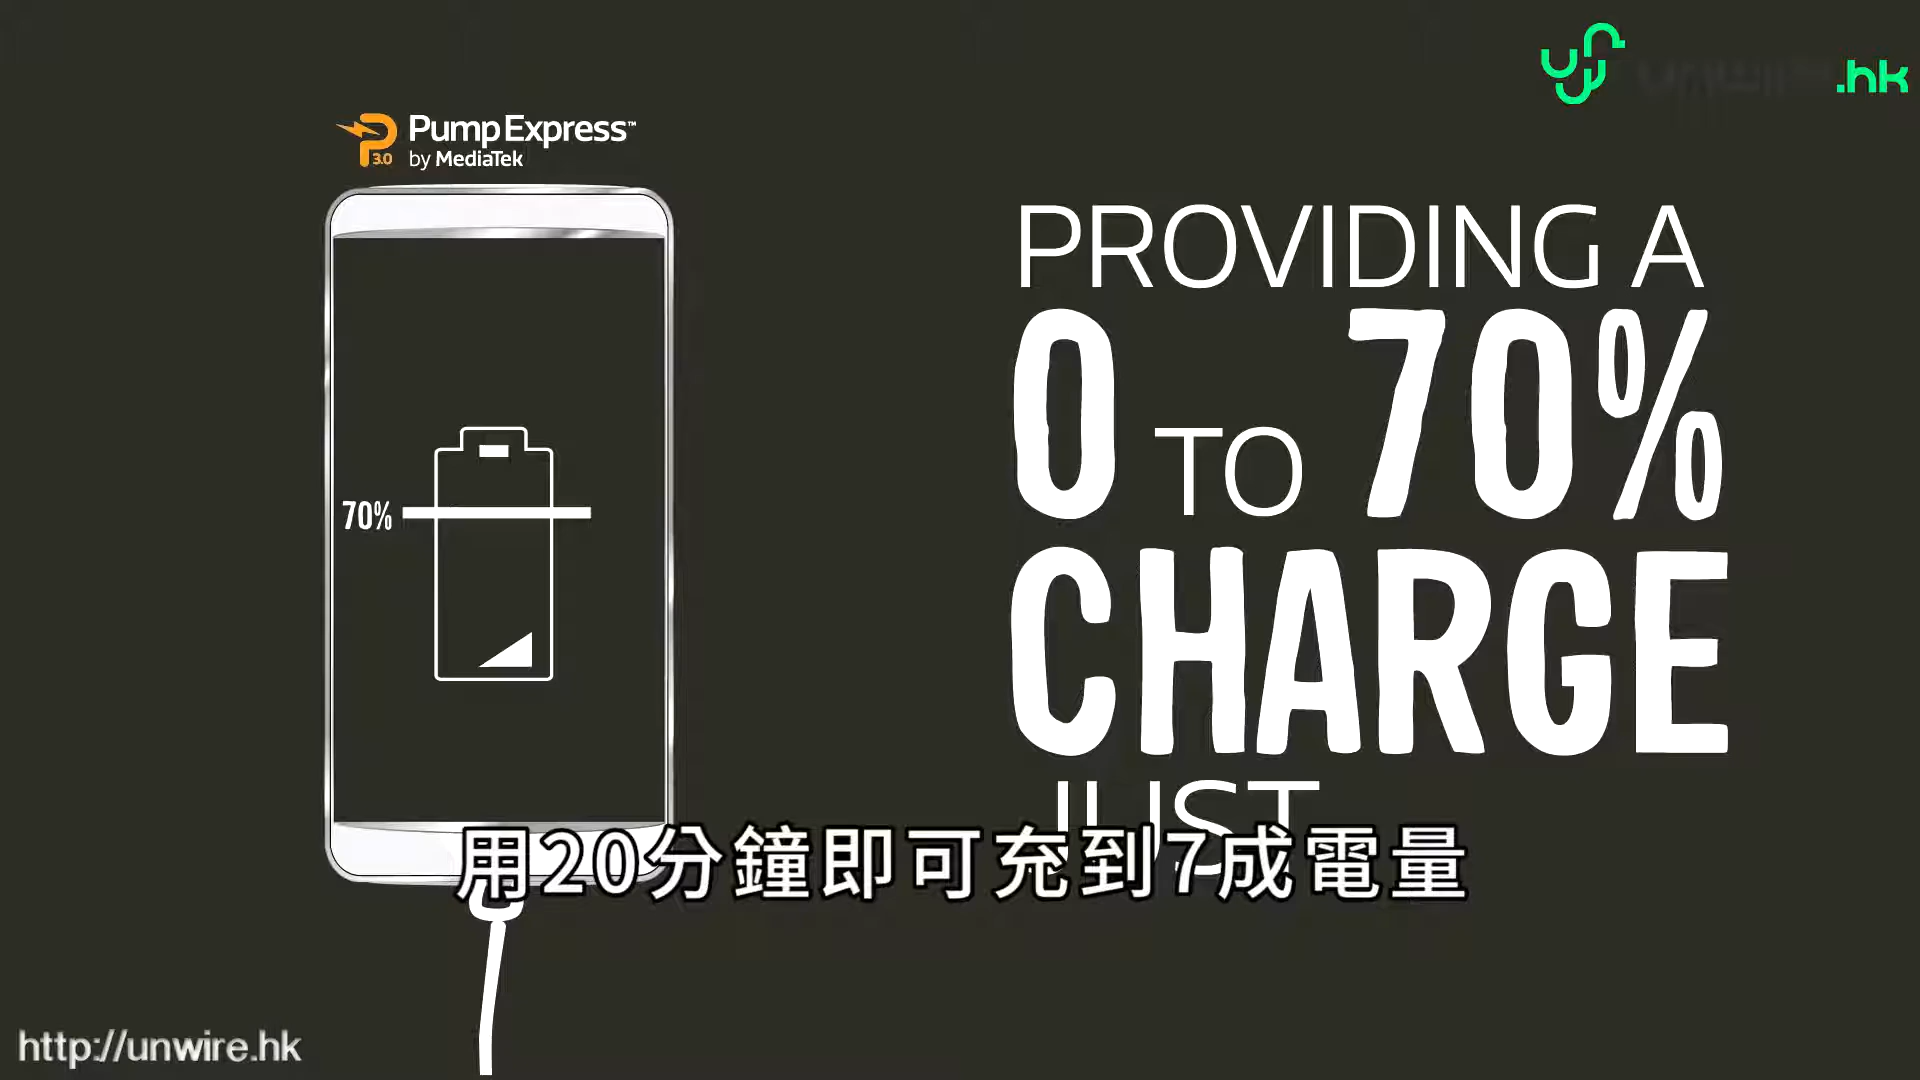 .hk
PumpExpress™
3.0
by MediaTek
PROVIDING A
0 TO 70%
CHARGE
JUST
70%
用20分鐘即可充到7成電量
http://unwire.hk